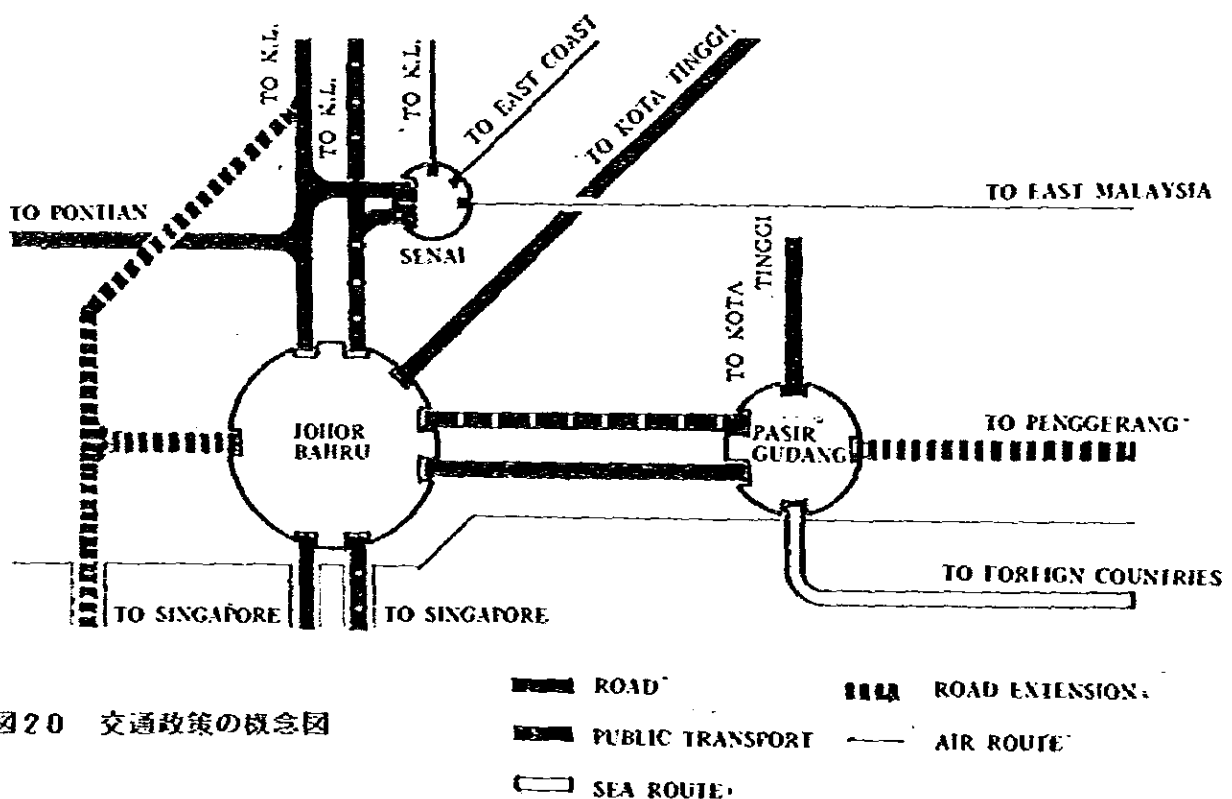 TO K.L.
TO K.L.
TO K.L.
TO EAST COAST
TO KOTA TINGGI
TO PONTIAN
TO EAST MALAYSIA
SENAI
TO KOTA
TINGGI
JOHOR
BAHRU
PASIR
GUDANG
TO PENGGERANG
TO FOREIGN COUNTRIES
TO SINGAPORE
TO SINGAPORE
ROAD
ROAD EXTENSION
図20 交通政策の概念図
PUBLIC TRANSPORT
AIR ROUTE
SEA ROUTE